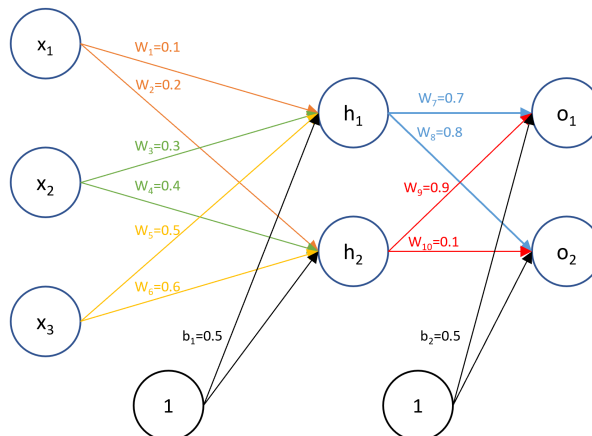 x₁
W₁=0.1
W₂=0.2
h₁
W₇=0.7
o₁
W₈=0.8
W₃=0.3
x₂
W₄=0.4
W₉=0.9
W₅=0.5
h₂
W₁₀=0.1
o₂
W₆=0.6
x₃
b₁=0.5
b₂=0.5
1
1